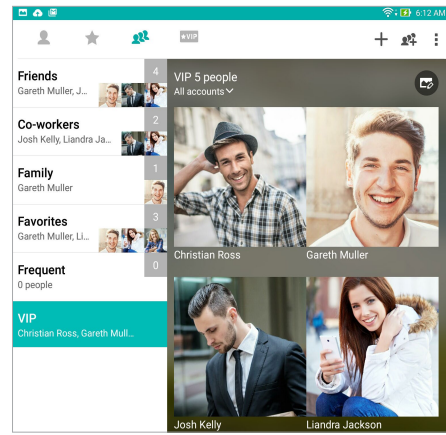 6:12 AM
VIP
Friends
4
Gareth Muller, J...
Co-workers
2
Josh Kelly, Liandra Ja...
Family
1
Gareth Muller
Favorites
3
Gareth Muller, Li...
Frequent
0
0 people
VIP
Christian Ross, Gareth Mull...
VIP 5 people
All accounts
Christian Ross
Gareth Muller
Josh Kelly
Liandra Jackson